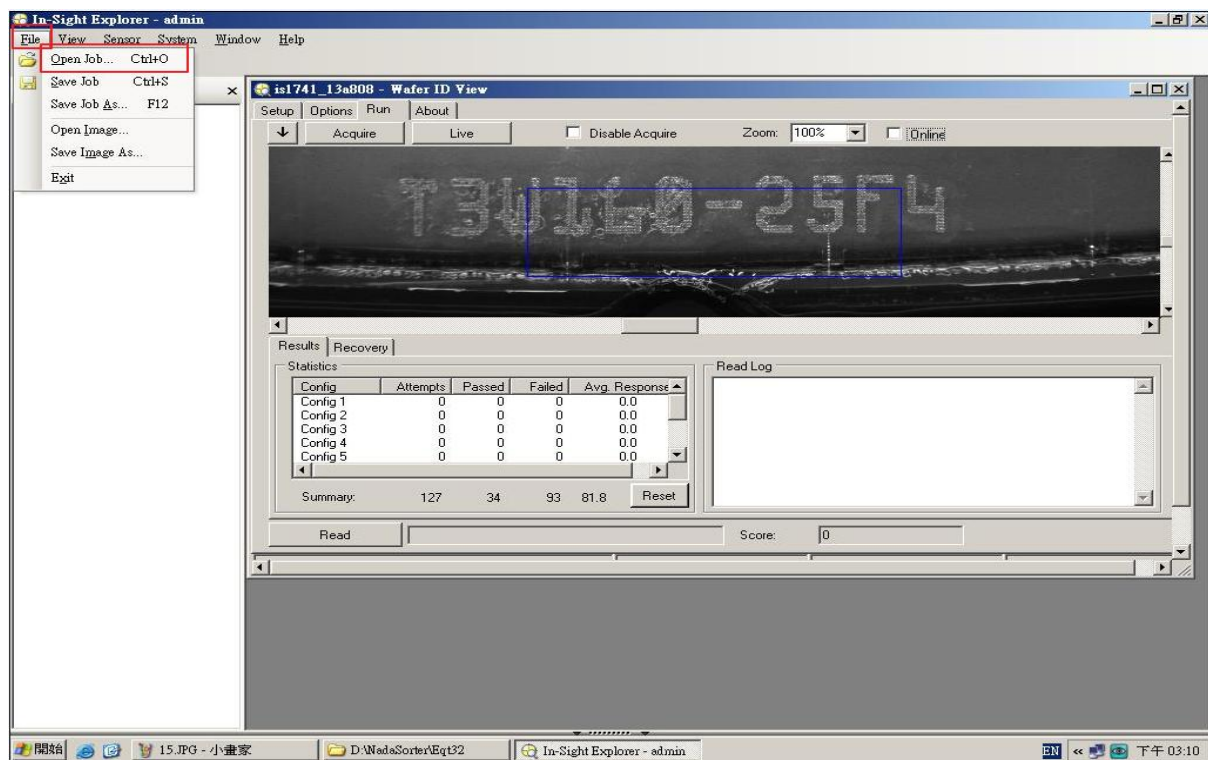 In-Sight Explorer - admin
File View Sensor System Window Help
Open Job... Ctrl+O
Save Job Ctrl+S
Save Job As... F12
Open Image...
Save Image As...
Exit
is1741_13a808 - Wafer ID View
Setup Options Run About
Acquire Live Disable Acquire Zoom: 100% Online
T3W160-25F4
Results Recovery
Statistics
Config Attempts Passed Failed Avg. Response
Config 1 0 0 0 0.0
Config 2 0 0 0 0.0
Config 3 0 0 0 0.0
Config 4 0 0 0 0.0
Config 5 0 0 0 0.0
Summary: 127 34 93 81.8 Reset
Read Log
Read Score: 0
開始 15.JPG - 小畫家 D:\NadaSorter\Eqt32 In-Sight Explorer - admin EN « 下午 03:10